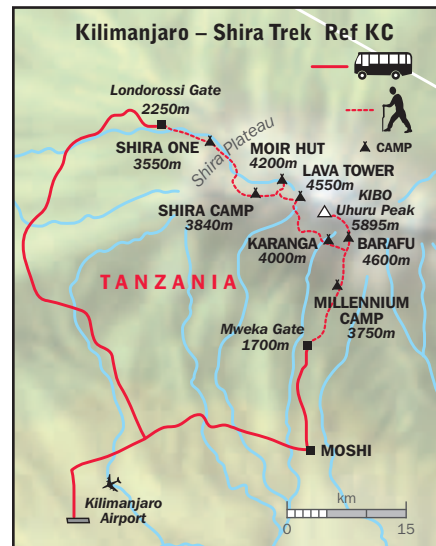 Kilimanjaro – Shira Trek Ref KC
Londorossi Gate
2250m
SHIRA ONE
3550m
Shira Plateau
MOIR HUT
4200m
CAMP
LAVA TOWER
4550m
SHIRA CAMP
3840m
KIBO
Uhuru Peak
5895m
KARANGA
4000m
BARAFU
4600m
TANZANIA
MILLENNIUM
CAMP
3750m
Mweka Gate
1700m
MOSHI
Kilimanjaro
Airport
km
0
15